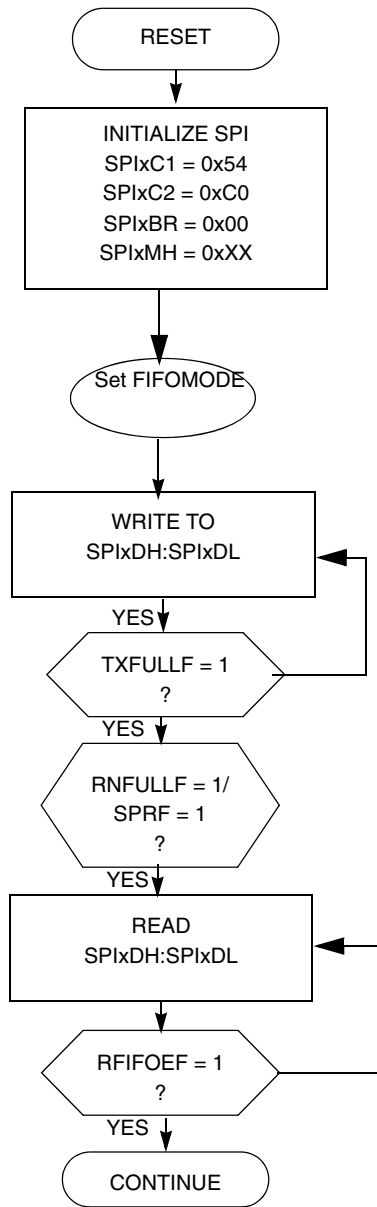 RESET
INITIALIZE SPI
SPIxC1 = 0x54
SPIxC2 = 0xC0
SPIxBR = 0x00
SPIxMH = 0xXX
Set FIFOMODE
WRITE TO
SPIxDH:SPIxDL
YES
TXFULLF = 1
?
YES
RNFULLF = 1/
SPRF = 1
?
YES
READ
SPIxDH:SPIxDL
RFIFOEF = 1
?
YES
CONTINUE